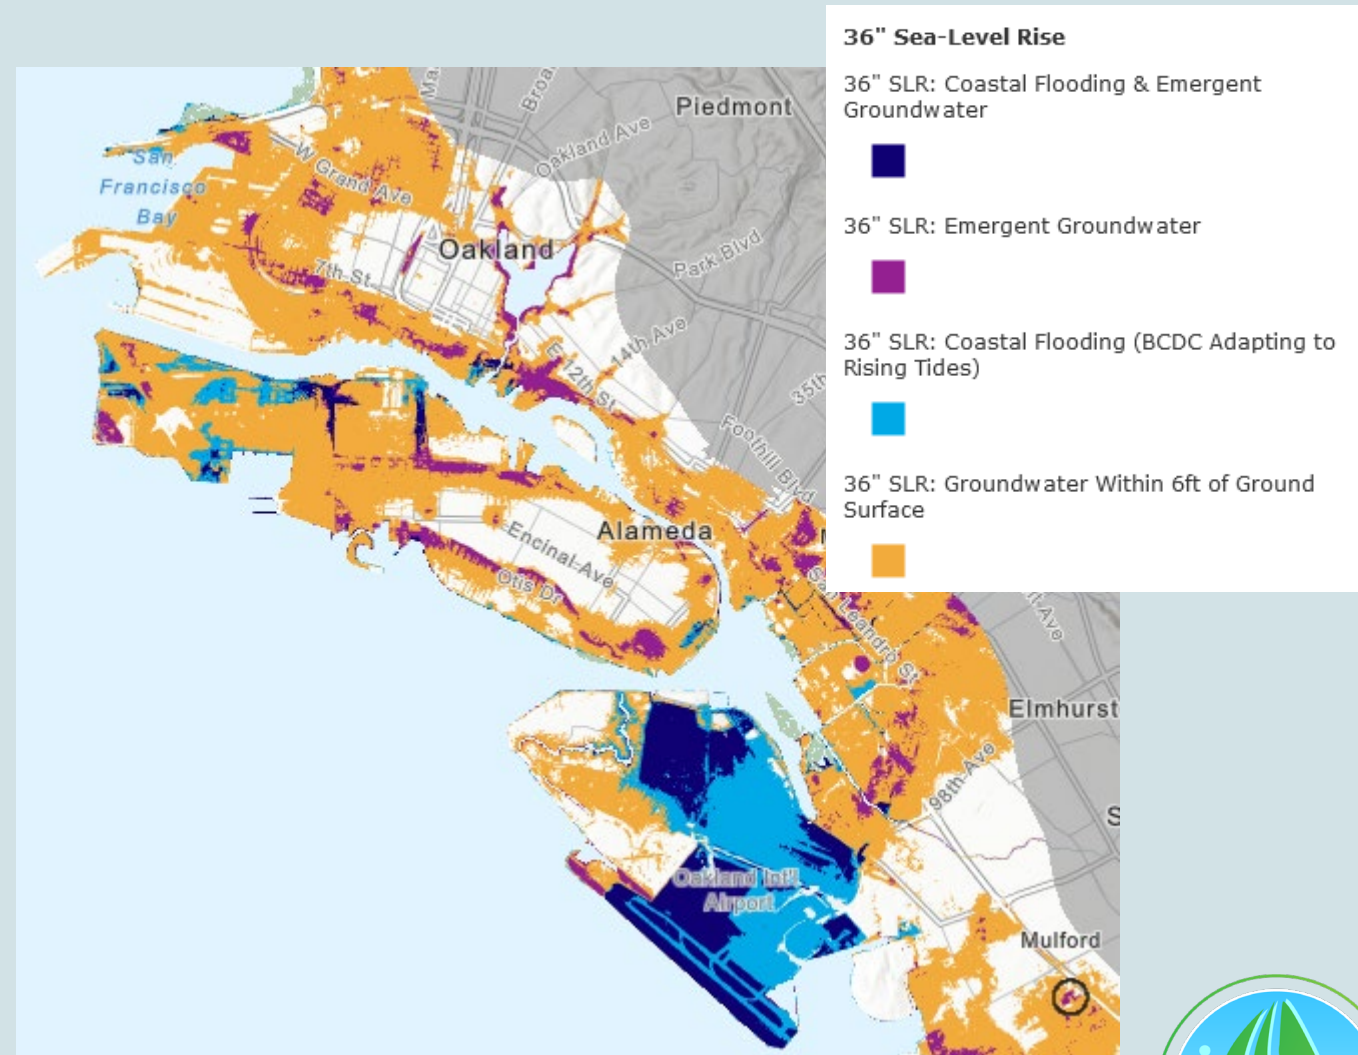 36" Sea-Level Rise
36" SLR: Coastal Flooding & Emergent
Groundwater
36" SLR: Emergent Groundwater
36" SLR: Coastal Flooding (BCDC Adapting to
Rising Tides)
36" SLR: Groundwater Within 6ft of Ground
Surface
Piedmont
Oakland Ave
San
Francisco
Bay
W Grand Ave
Oakland
Park Blvd
7th St
14th Ave
E 12th St
35th
Foothill Blvd
Alameda
Encinal Ave
Otis Dr
San Leandro St
Elmhurst
98th Ave
Oakland Int'l
Airport
Mulford